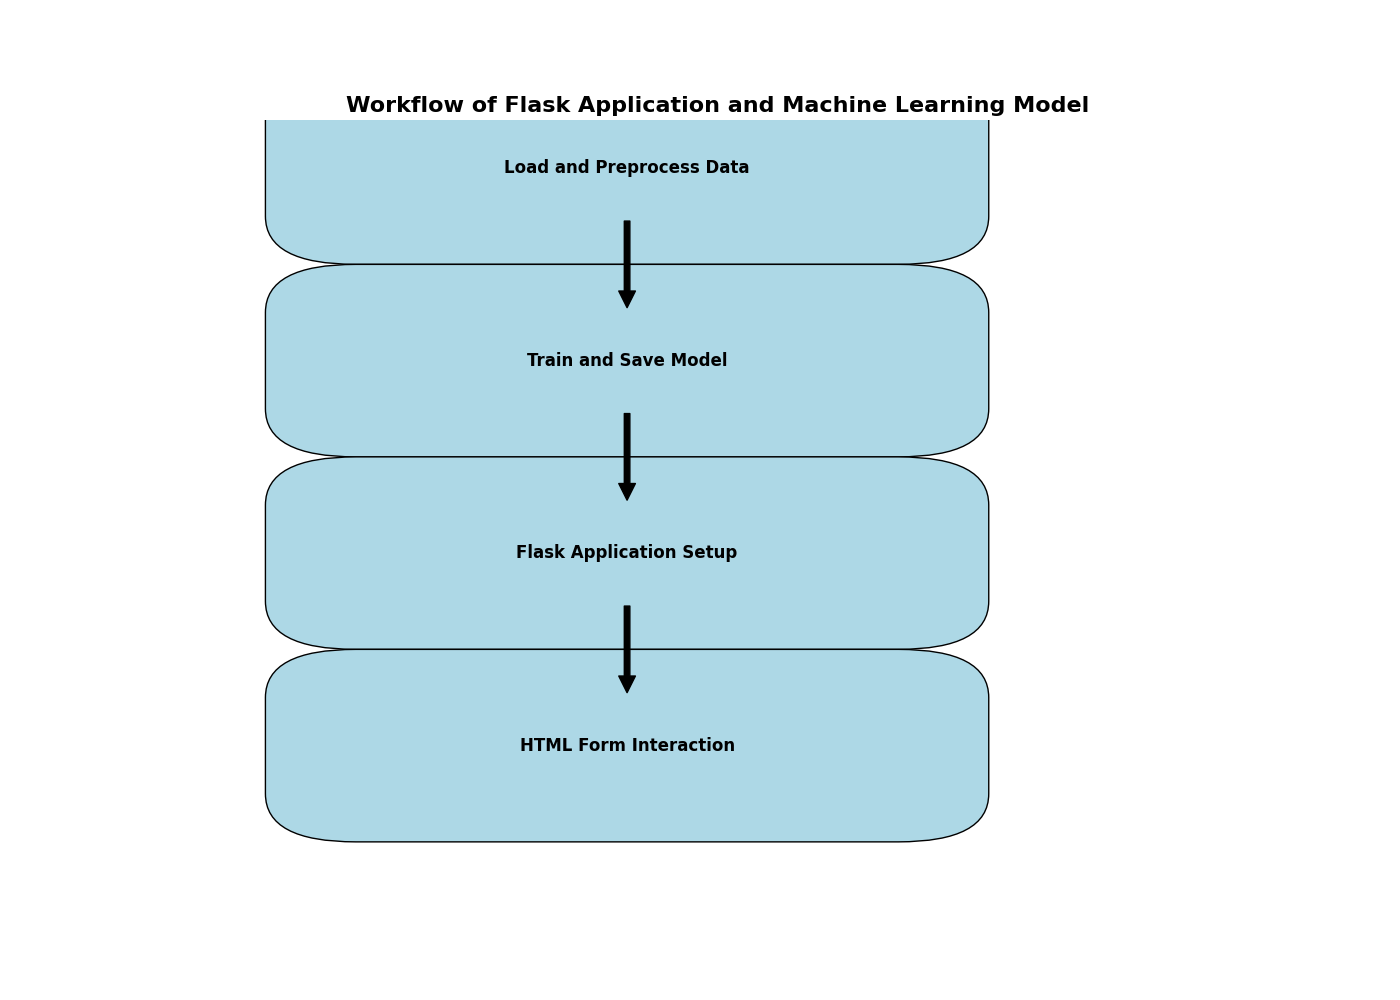 Workflow of Flask Application and Machine Learning Model
Load and Preprocess Data
Train and Save Model
Flask Application Setup
HTML Form Interaction